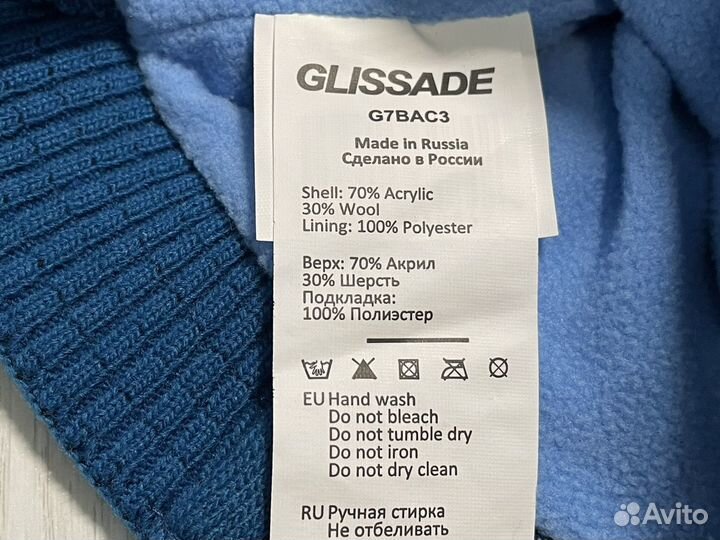 GLISSADE
G7BAC3
Made in Russia
Сделано в России
Shell: 70% Acrylic
30% Wool
Lining: 100% Polyester
Верх: 70% Акрил
30% Шерсть
Подкладка:
100% Полиэстер
EU Hand wash
Do not bleach
Do not tumble dry
Do not iron
Do not dry clean
RU Ручная стирка
Не отбеливать
Avito